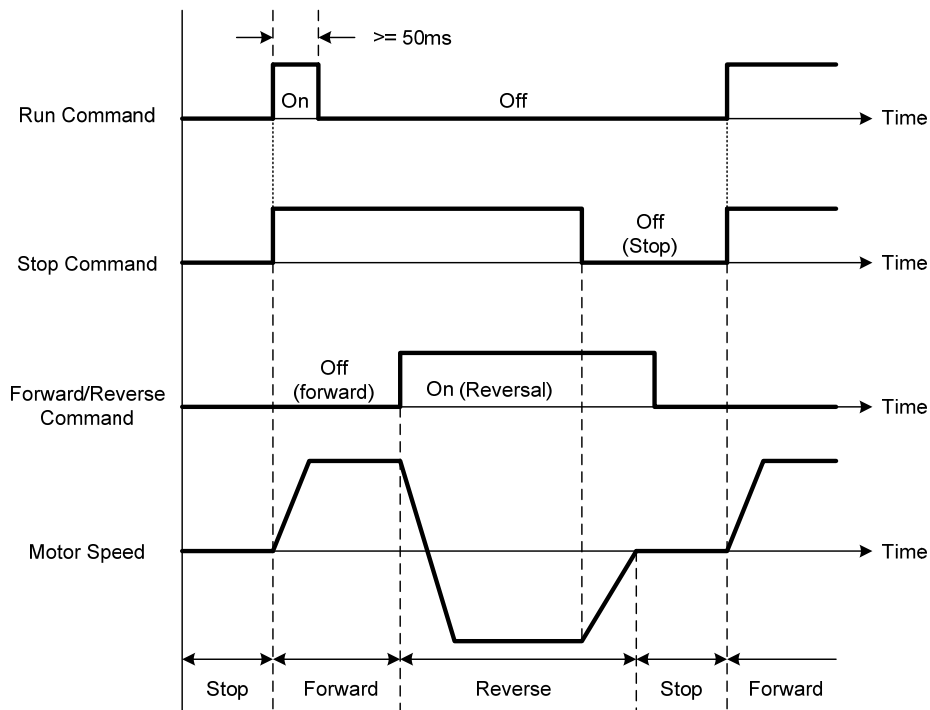 >= 50ms
Run Command
On
Off
Time
Stop Command
Off
(Stop)
Time
Forward/Reverse
Command
Off
(forward)
On (Reversal)
Time
Motor Speed
Time
Stop
Forward
Reverse
Stop
Forward